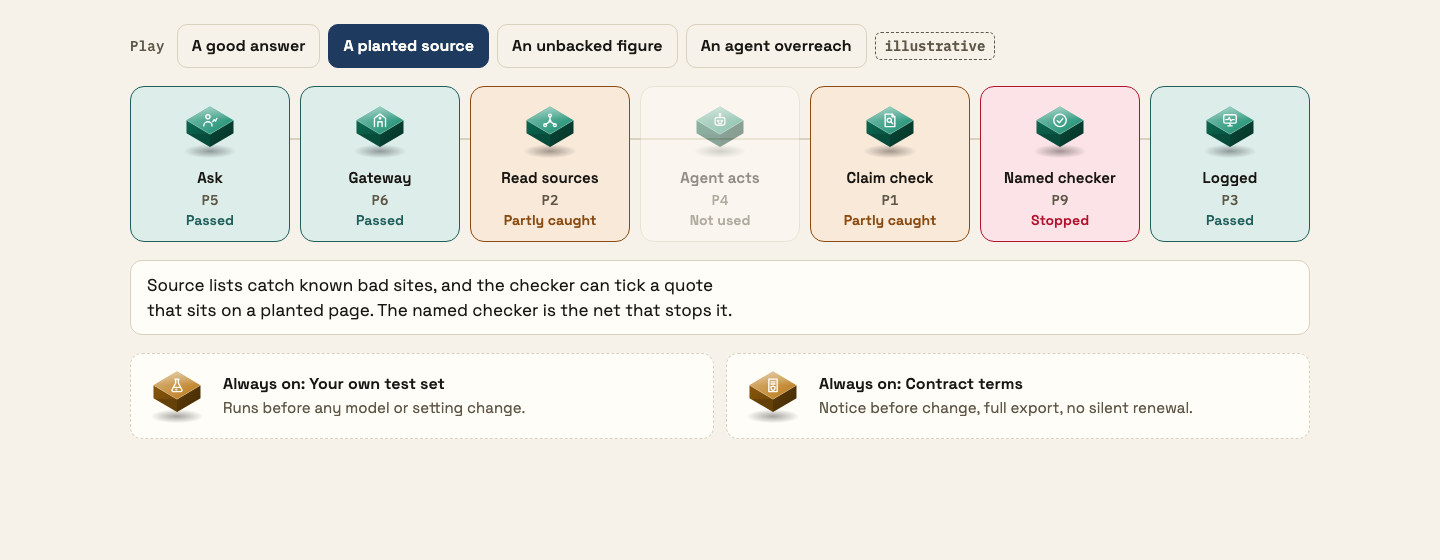 Play
A good answer
A planted source
An unbacked figure
An agent overreach
illustrative
Ask
P5
Passed
Gateway
P6
Passed
Read sources
P2
Partly caught
Agent acts
P4
Not used
Claim check
P1
Partly caught
Named checker
P9
Stopped
Logged
P3
Passed
Source lists catch known bad sites, and the checker can tick a quote
that sits on a planted page. The named checker is the net that stops it.
Always on: Your own test set
Runs before any model or setting change.
Always on: Contract terms
Notice before change, full export, no silent renewal.